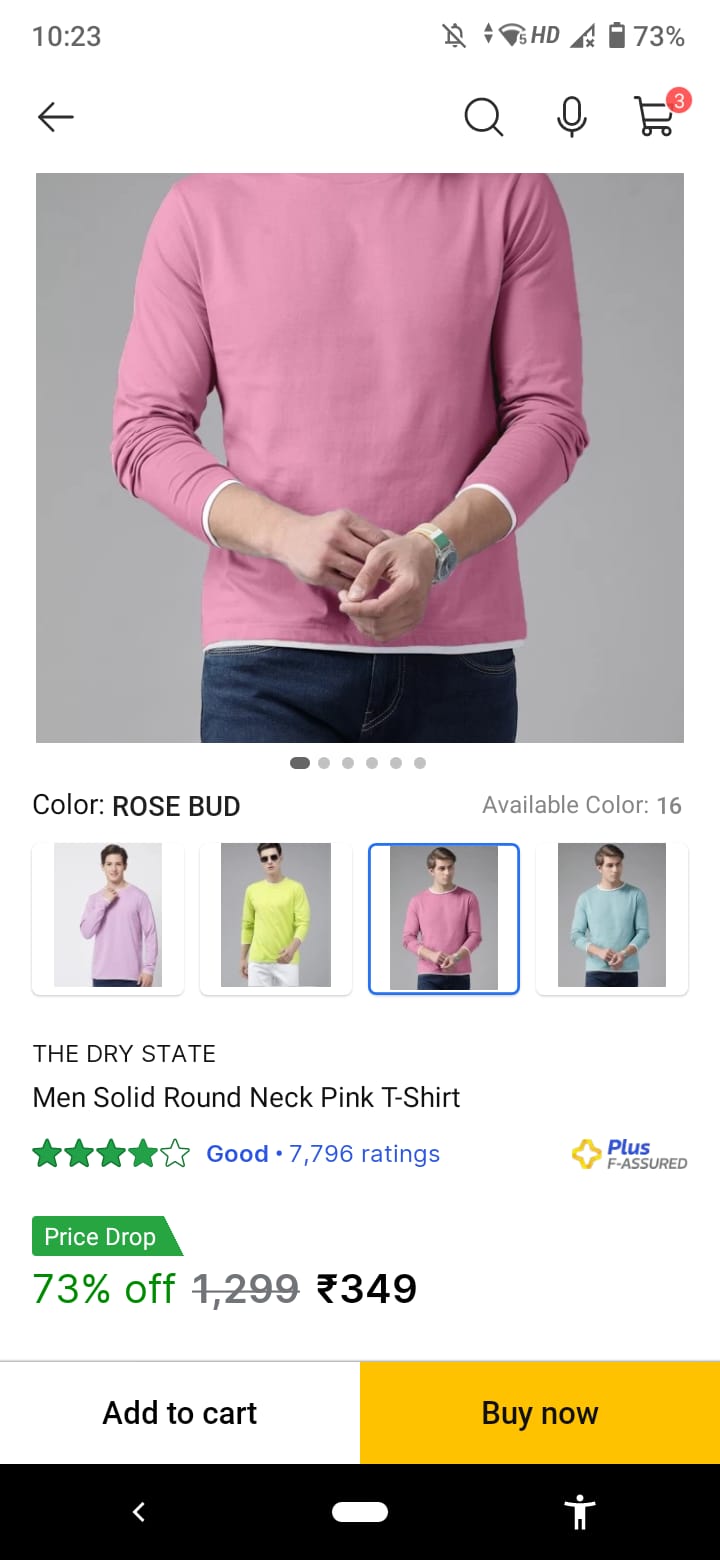 10:23
5 HD 73%
3
Color: ROSE BUD
Available Color: 16
THE DRY STATE
Men Solid Round Neck Pink T-Shirt
Good • 7,796 ratings
Plus
F-ASSURED
Price Drop
73% off 1,299 ₹349
Add to cart
Buy now